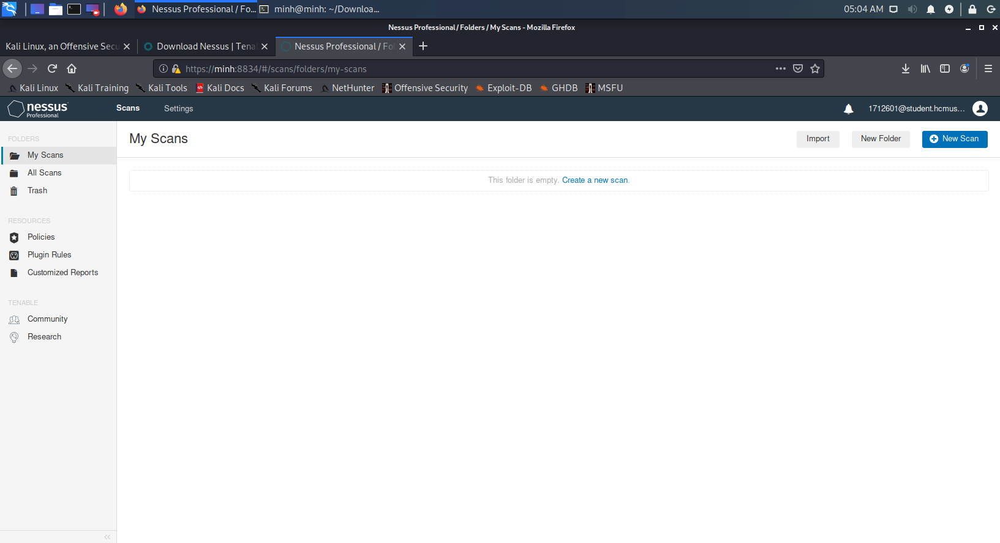 Nessus Professional / Fo... minh@minh: ~/Downloa... 05:04 AM
Nessus Professional / Folders / My Scans - Mozilla Firefox
Kali Linux, an Offensive Secu Download Nessus | Tena Nessus Professional / Fol
https://minh:8834/#/scans/folders/my-scans
Kali Linux Kali Training Kali Tools Kali Docs Kali Forums NetHunter Offensive Security Exploit-DB GHDB MSFU
nessus Professional Scans Settings 1712601@student.hcmus...
FOLDERS
My Scans
All Scans
Trash
RESOURCES
Policies
Plugin Rules
Customized Reports
TENABLE
Community
Research
My Scans Import New Folder New Scan
This folder is empty. Create a new scan.